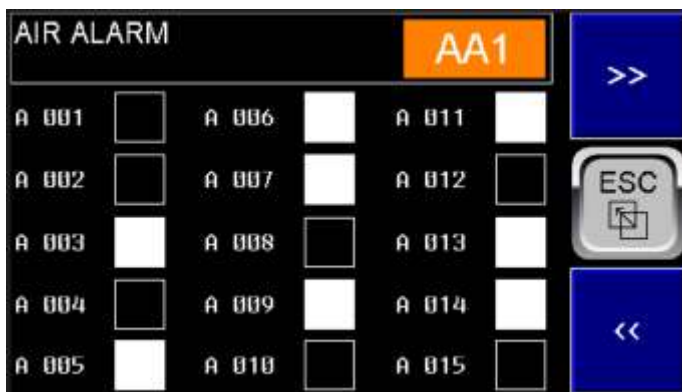 AIR ALARM AA1 >>
A 001 A 006 A 011
A 002 A 007 A 012
ESC
A 003 A 008 A 013
A 004 A 009 A 014
<<
A 005 A 010 A 015